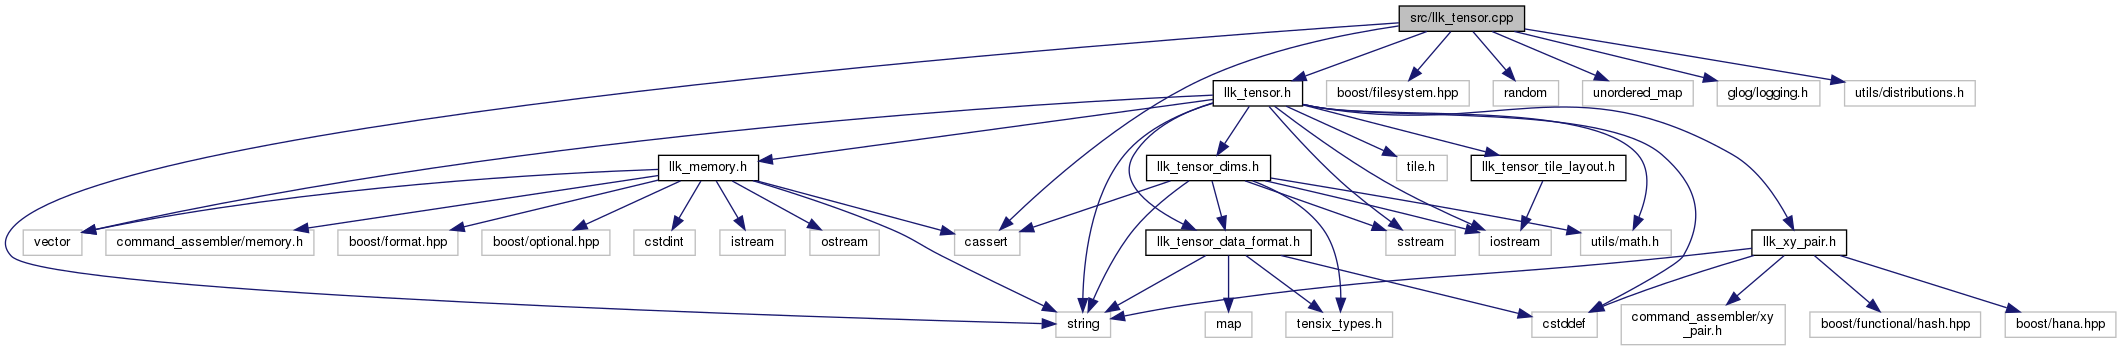 src/llk_tensor.cpp
llk_tensor.h
boost/filesystem.hpp
random
unordered_map
glog/logging.h
utils/distributions.h
llk_memory.h
llk_tensor_dims.h
tile.h
llk_tensor_tile_layout.h
vector
command_assembler/memory.h
boost/format.hpp
boost/optional.hpp
cstdint
istream
ostream
cassert
llk_tensor_data_format.h
sstream
iostream
utils/math.h
llk_xy_pair.h
string
map
tensix_types.h
cstddef
command_assembler/xy
_pair.h
boost/functional/hash.hpp
boost/hana.hpp